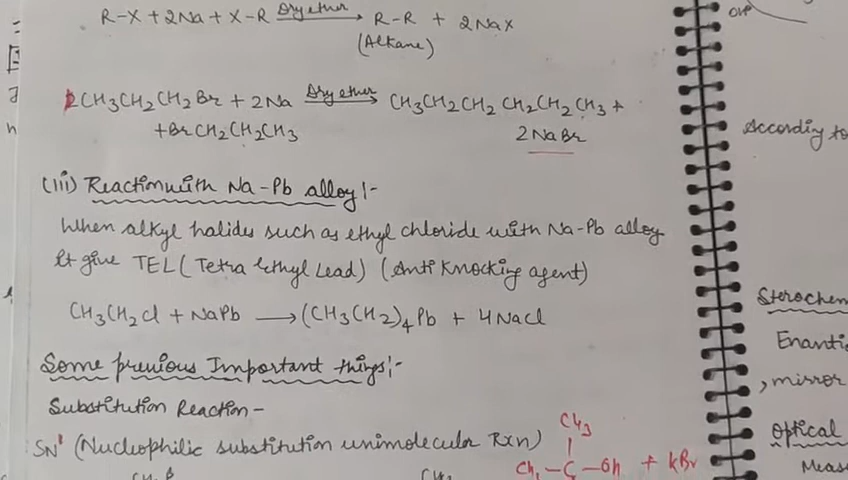 R-X + 2Na + X-R Dry ether → R-R + 2NaX
(Alkane)
2CH3CH2CH2Br + 2Na Dry ether → CH3CH2CH2CH2CH2CH3 +
+BrCH2CH2CH3 2NaBr
(iii) Reaction with Na-Pb alloy :-
When alkyl halides such as ethyl chloride with Na-Pb alloy
It give TEL (Tetra Ethyl Lead) (Anti Knocking agent)
CH3CH2Cl + NaPb → (CH3CH2)4Pb + 4NaCl
Some previous Important things :-
Substitution Reaction -
SN1 (Nucleophilic substitution unimolecular Rxn)
CH3
CH3-C-OH + KBr
According to
Sterochem
Enantio
, mirror
Optical
Meas